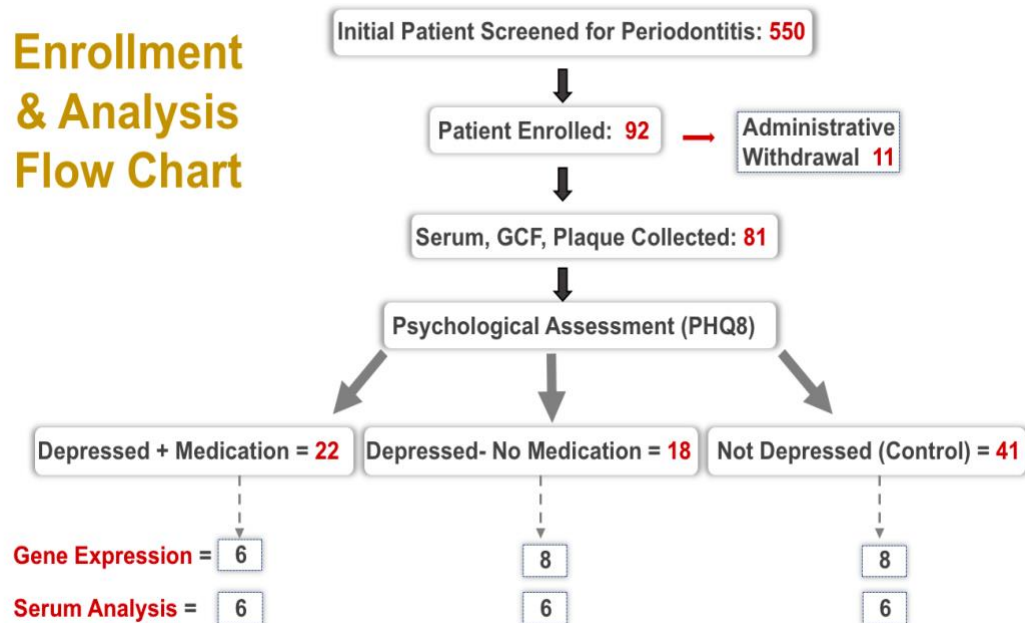 Enrollment
& Analysis
Flow Chart
Initial Patient Screened for Periodontitis: 550
Patient Enrolled: 92
Administrative
Withdrawal 11
Serum, GCF, Plaque Collected: 81
Psychological Assessment (PHQ8)
Depressed + Medication = 22
Depressed- No Medication = 18
Not Depressed (Control) = 41
Gene Expression = 6 8 8
Serum Analysis = 6 6 6